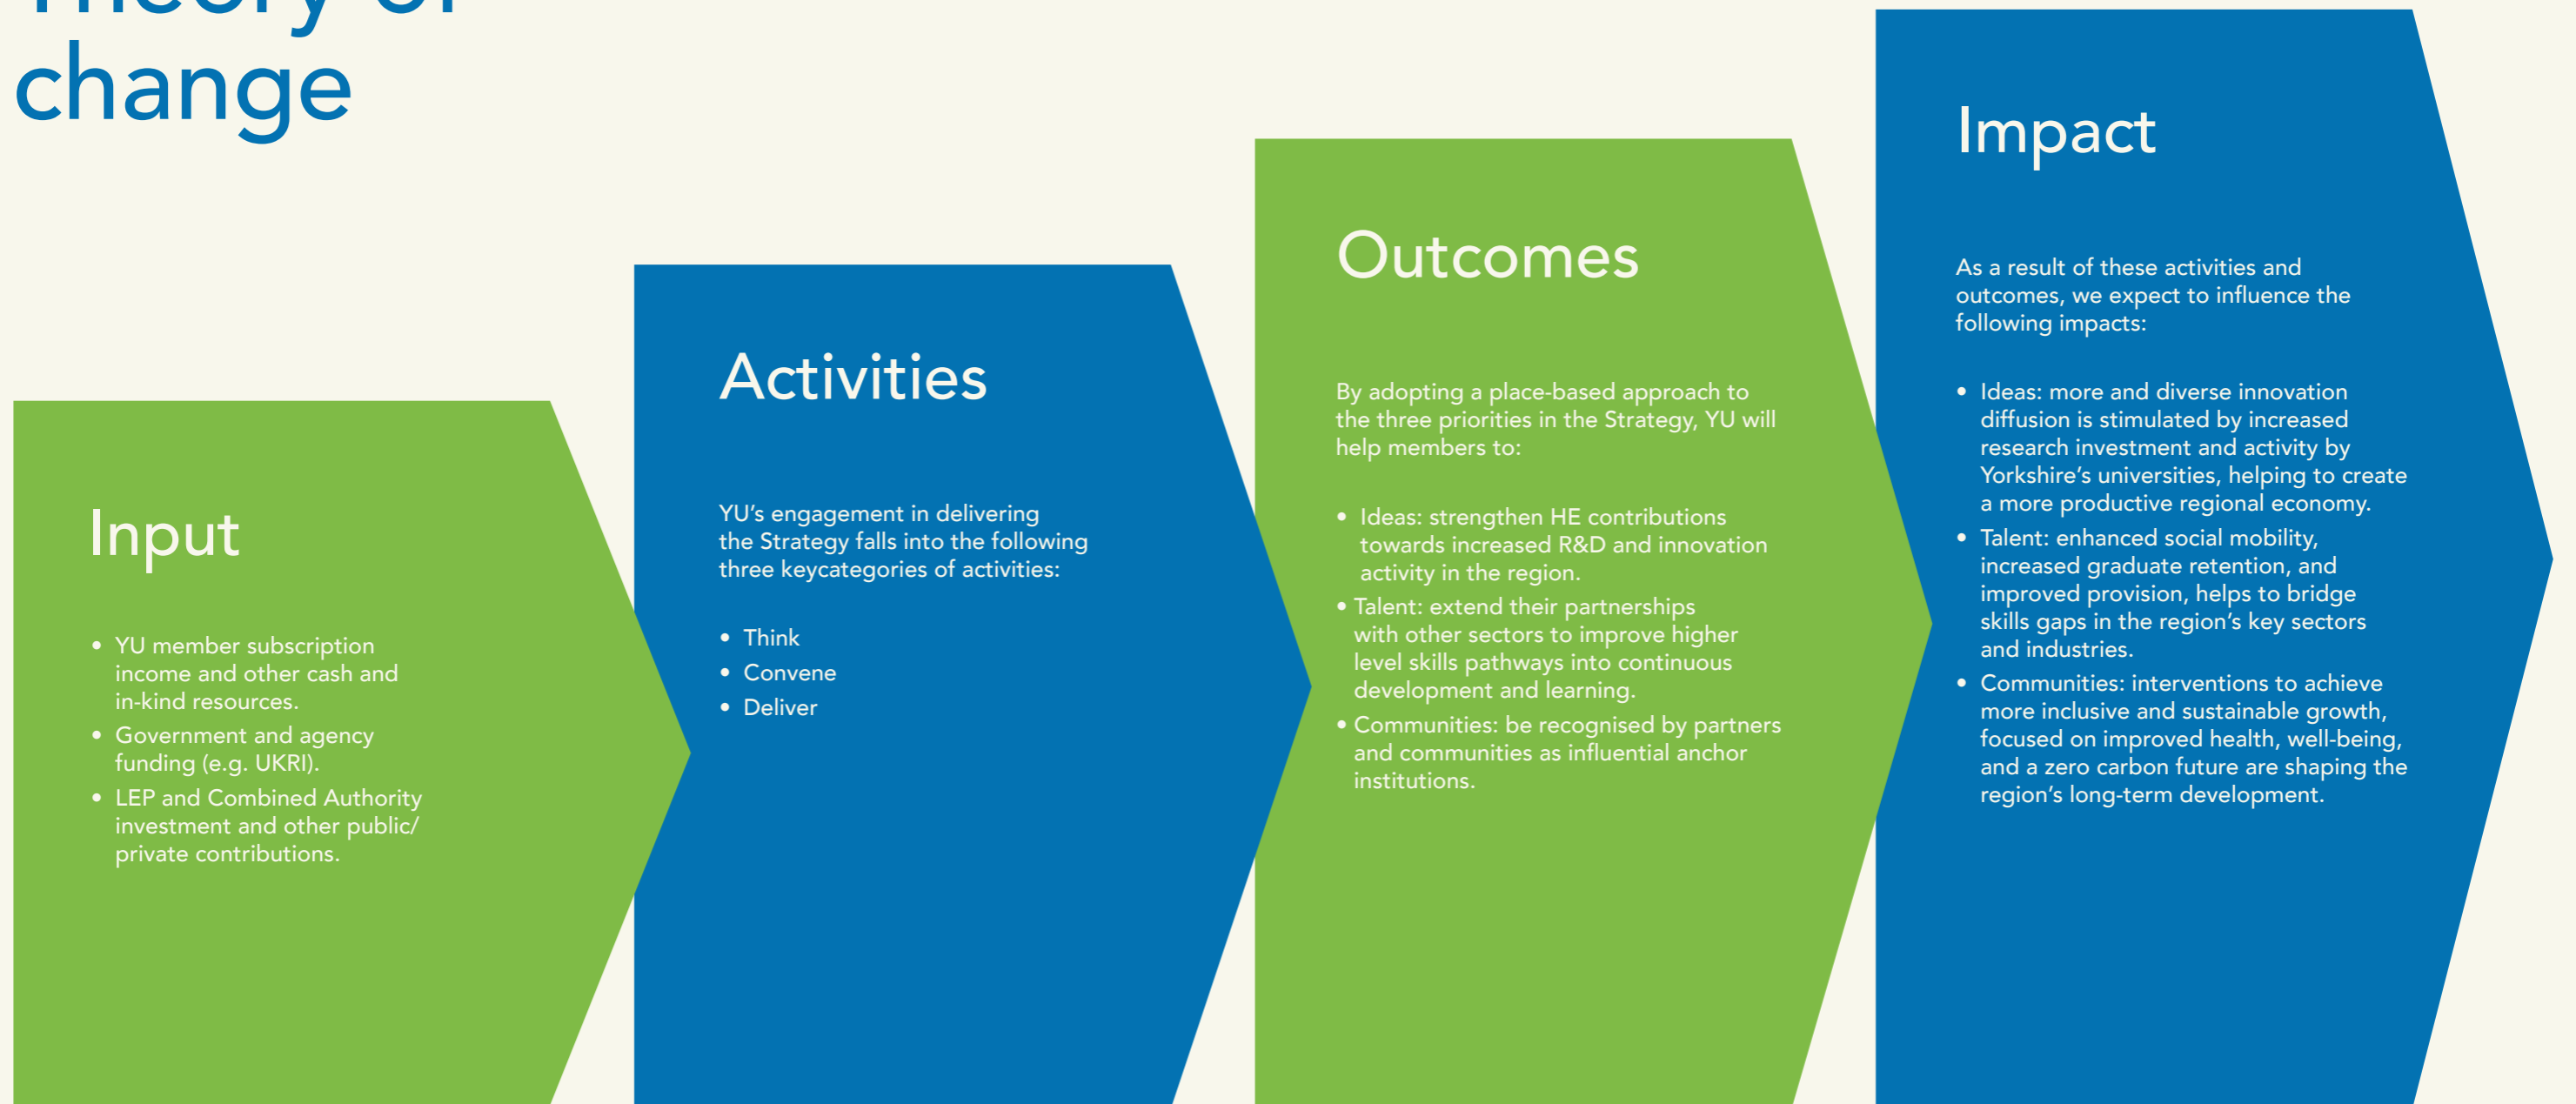 Theory of
change
Input
• YU member subscription
income and other cash and
in-kind resources.
• Government and agency
funding (e.g. UKRI).
• LEP and Combined Authority
investment and other public/
private contributions.
Activities
YU’s engagement in delivering
the Strategy falls into the following
three keycategories of activities:
• Think
• Convene
• Deliver
Outcomes
By adopting a place-based approach to
the three priorities in the Strategy, YU will
help members to:
• Ideas: strengthen HE contributions
towards increased R&D and innovation
activity in the region.
• Talent: extend their partnerships
with other sectors to improve higher
level skills pathways into continuous
development and learning.
• Communities: be recognised by partners
and communities as influential anchor
institutions.
Impact
As a result of these activities and
outcomes, we expect to influence the
following impacts:
• Ideas: more and diverse innovation
diffusion is stimulated by increased
research investment and activity by
Yorkshire’s universities, helping to create
a more productive regional economy.
• Talent: enhanced social mobility,
increased graduate retention, and
improved provision, helps to bridge
skills gaps in the region’s key sectors
and industries.
• Communities: interventions to achieve
more inclusive and sustainable growth,
focused on improved health, well-being,
and a zero carbon future are shaping the
region’s long-term development.